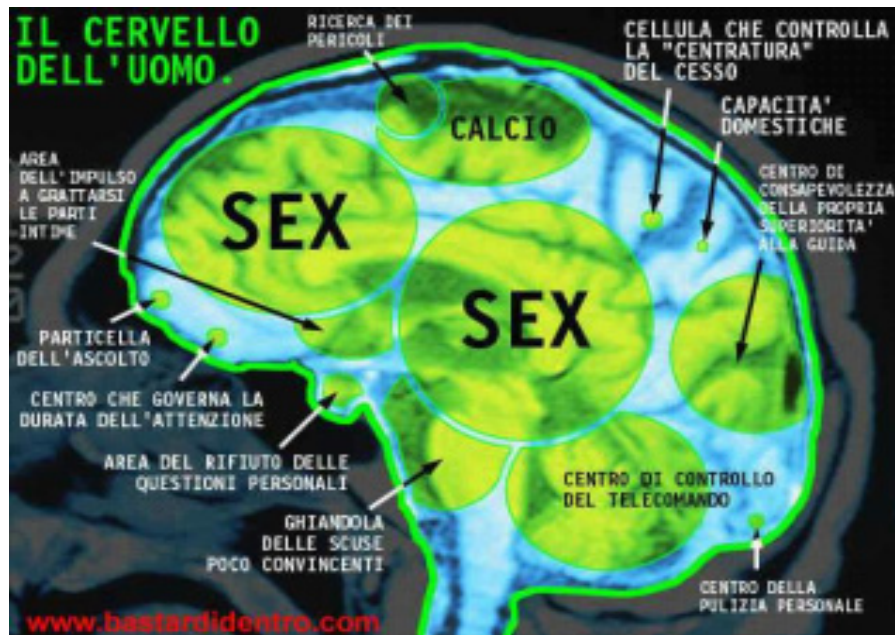 IL CERVELLO
DELL'UOMO.
RICERCA DEI
PERICOLI
CELLULA CHE CONTROLLA
LA "CENTRATURA"
DEL CESSO
CAPACITA'
DOMESTICHE
CALCIO
AREA
DELL'IMPULSO
A GRATTARSI
LE PARTI
INTIME
CENTRO DI
CONSAPEVOLEZZA
DELLA PROPRIA
SUPERIORITA'
ALLA GUIDA
SEX
SEX
PARTICELLA
DELL'ASCOLTO
CENTRO CHE GOVERNA LA
DURATA DELL'ATTENZIONE
AREA DEL RIFIUTO DELLE
QUESTIONI PERSONALI
CENTRO DI CONTROLLO
DEL TELECOMANDO
GHIANDOLA
DELLE SCUSE
POCO CONVINCENTI
CENTRO DELLA
PULIZIA PERSONALE
www.bastardidentro.com